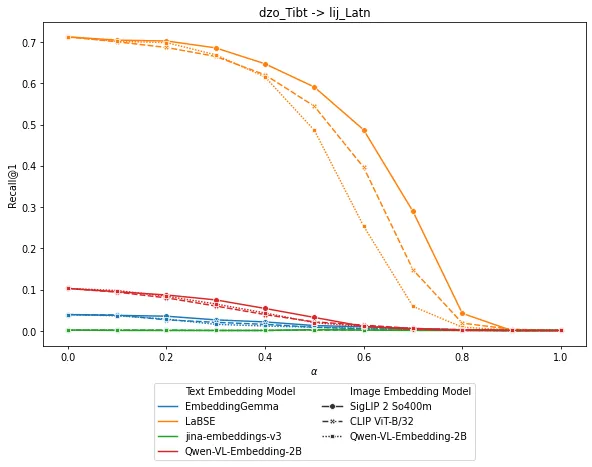 dzo_Tibt -> lij_Latn
Recall@1
0.7
0.6
0.5
0.4
0.3
0.2
0.1
0.0
0.0 0.2 0.4 0.6 0.8 1.0
α
Text Embedding Model Image Embedding Model
EmbeddingGemma SigLIP 2 So400m
LaBSE CLIP ViT-B/32
jina-embeddings-v3 Qwen-VL-Embedding-2B
Qwen-VL-Embedding-2B